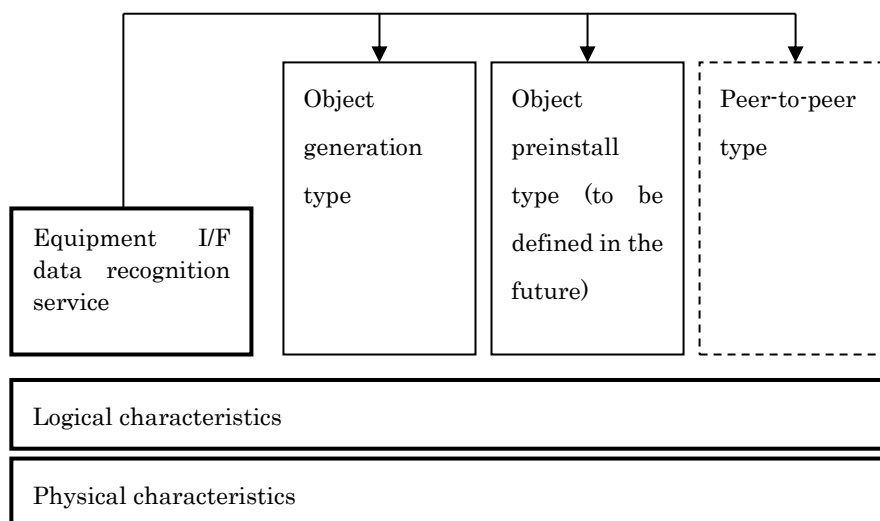 Object
generation
type
Object
preinstall
type (to be
defined in the
future)
Peer-to-peer
type
Equipment I/F
data recognition
service
Logical characteristics
Physical characteristics